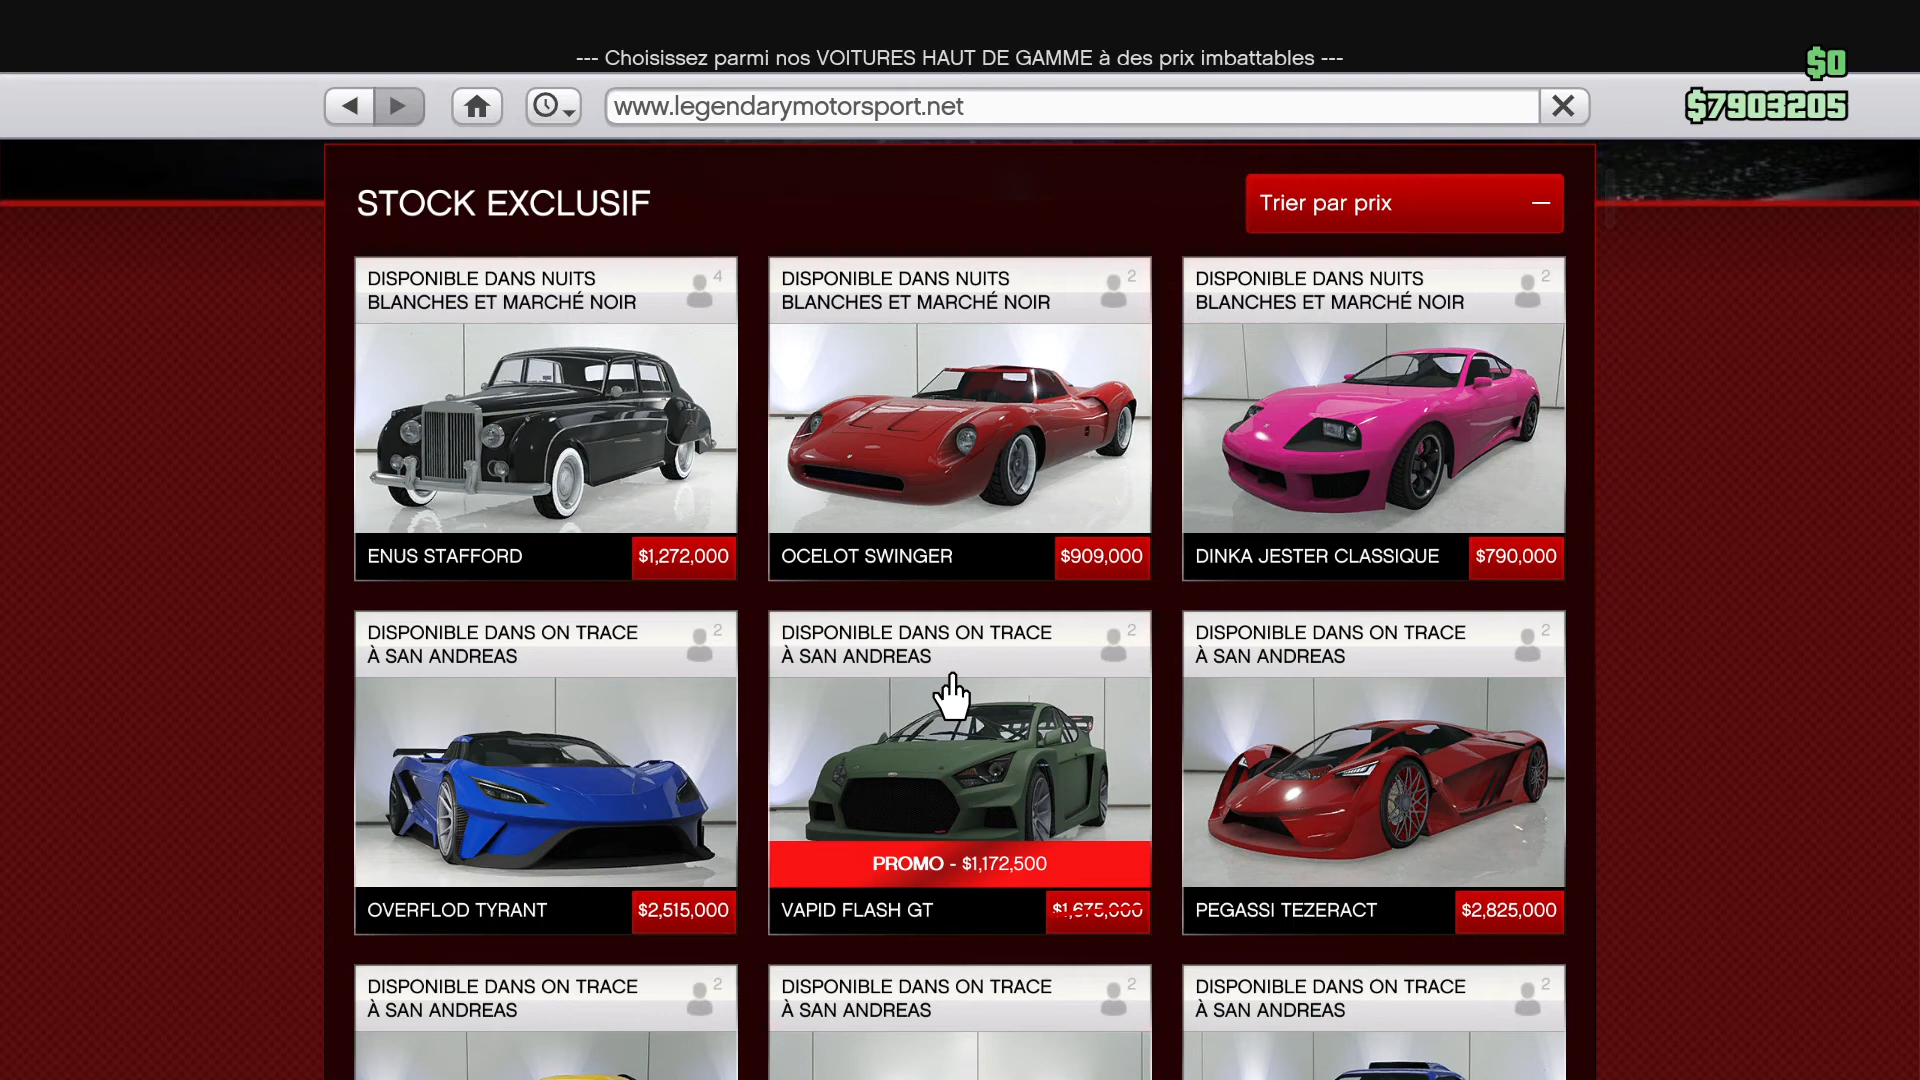 --- Choisissez parmi nos VOITURES HAUT DE GAMME à des prix imbattables ---
$0
www.legendarymotorsport.net
$7903205
STOCK EXCLUSIF
Trier par prix
DISPONIBLE DANS NUITS
BLANCHES ET MARCHÉ NOIR
4
ENUS STAFFORD
$1,272,000
DISPONIBLE DANS NUITS
BLANCHES ET MARCHÉ NOIR
2
OCELOT SWINGER
$909,000
DISPONIBLE DANS NUITS
BLANCHES ET MARCHÉ NOIR
2
DINKA JESTER CLASSIQUE
$790,000
DISPONIBLE DANS ON TRACE
À SAN ANDREAS
2
OVERFLOD TYRANT
$2,515,000
DISPONIBLE DANS ON TRACE
À SAN ANDREAS
2
PROMO - $1,172,500
VAPID FLASH GT
$1,675,000
DISPONIBLE DANS ON TRACE
À SAN ANDREAS
2
PEGASSI TEZERACT
$2,825,000
DISPONIBLE DANS ON TRACE
À SAN ANDREAS
2
DISPONIBLE DANS ON TRACE
À SAN ANDREAS
2
DISPONIBLE DANS ON TRACE
À SAN ANDREAS
2